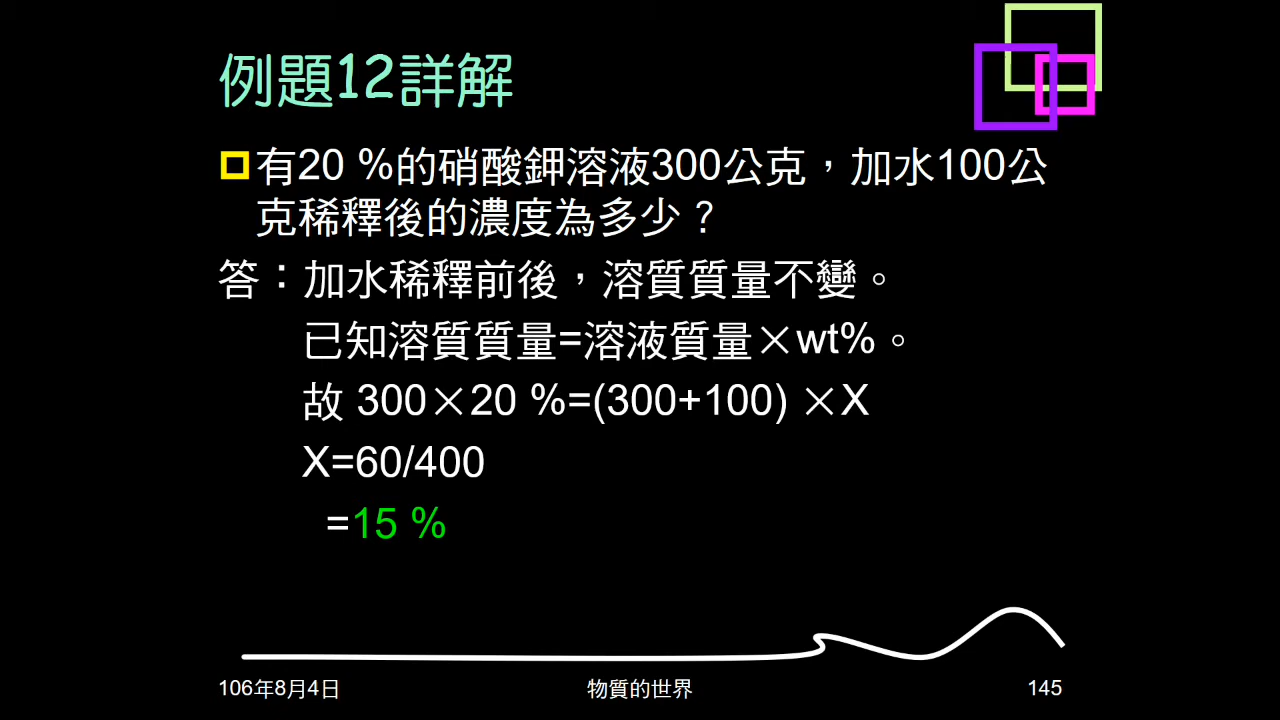 例題12詳解
有20 %的硝酸鉀溶液300公克，加水100公
克稀釋後的濃度為多少？
答：加水稀釋前後，溶質質量不變。
已知溶質質量=溶液質量×wt%。
故 300×20 %=(300+100) ×X
X=60/400
=15 %
106年8月4日
物質的世界
145